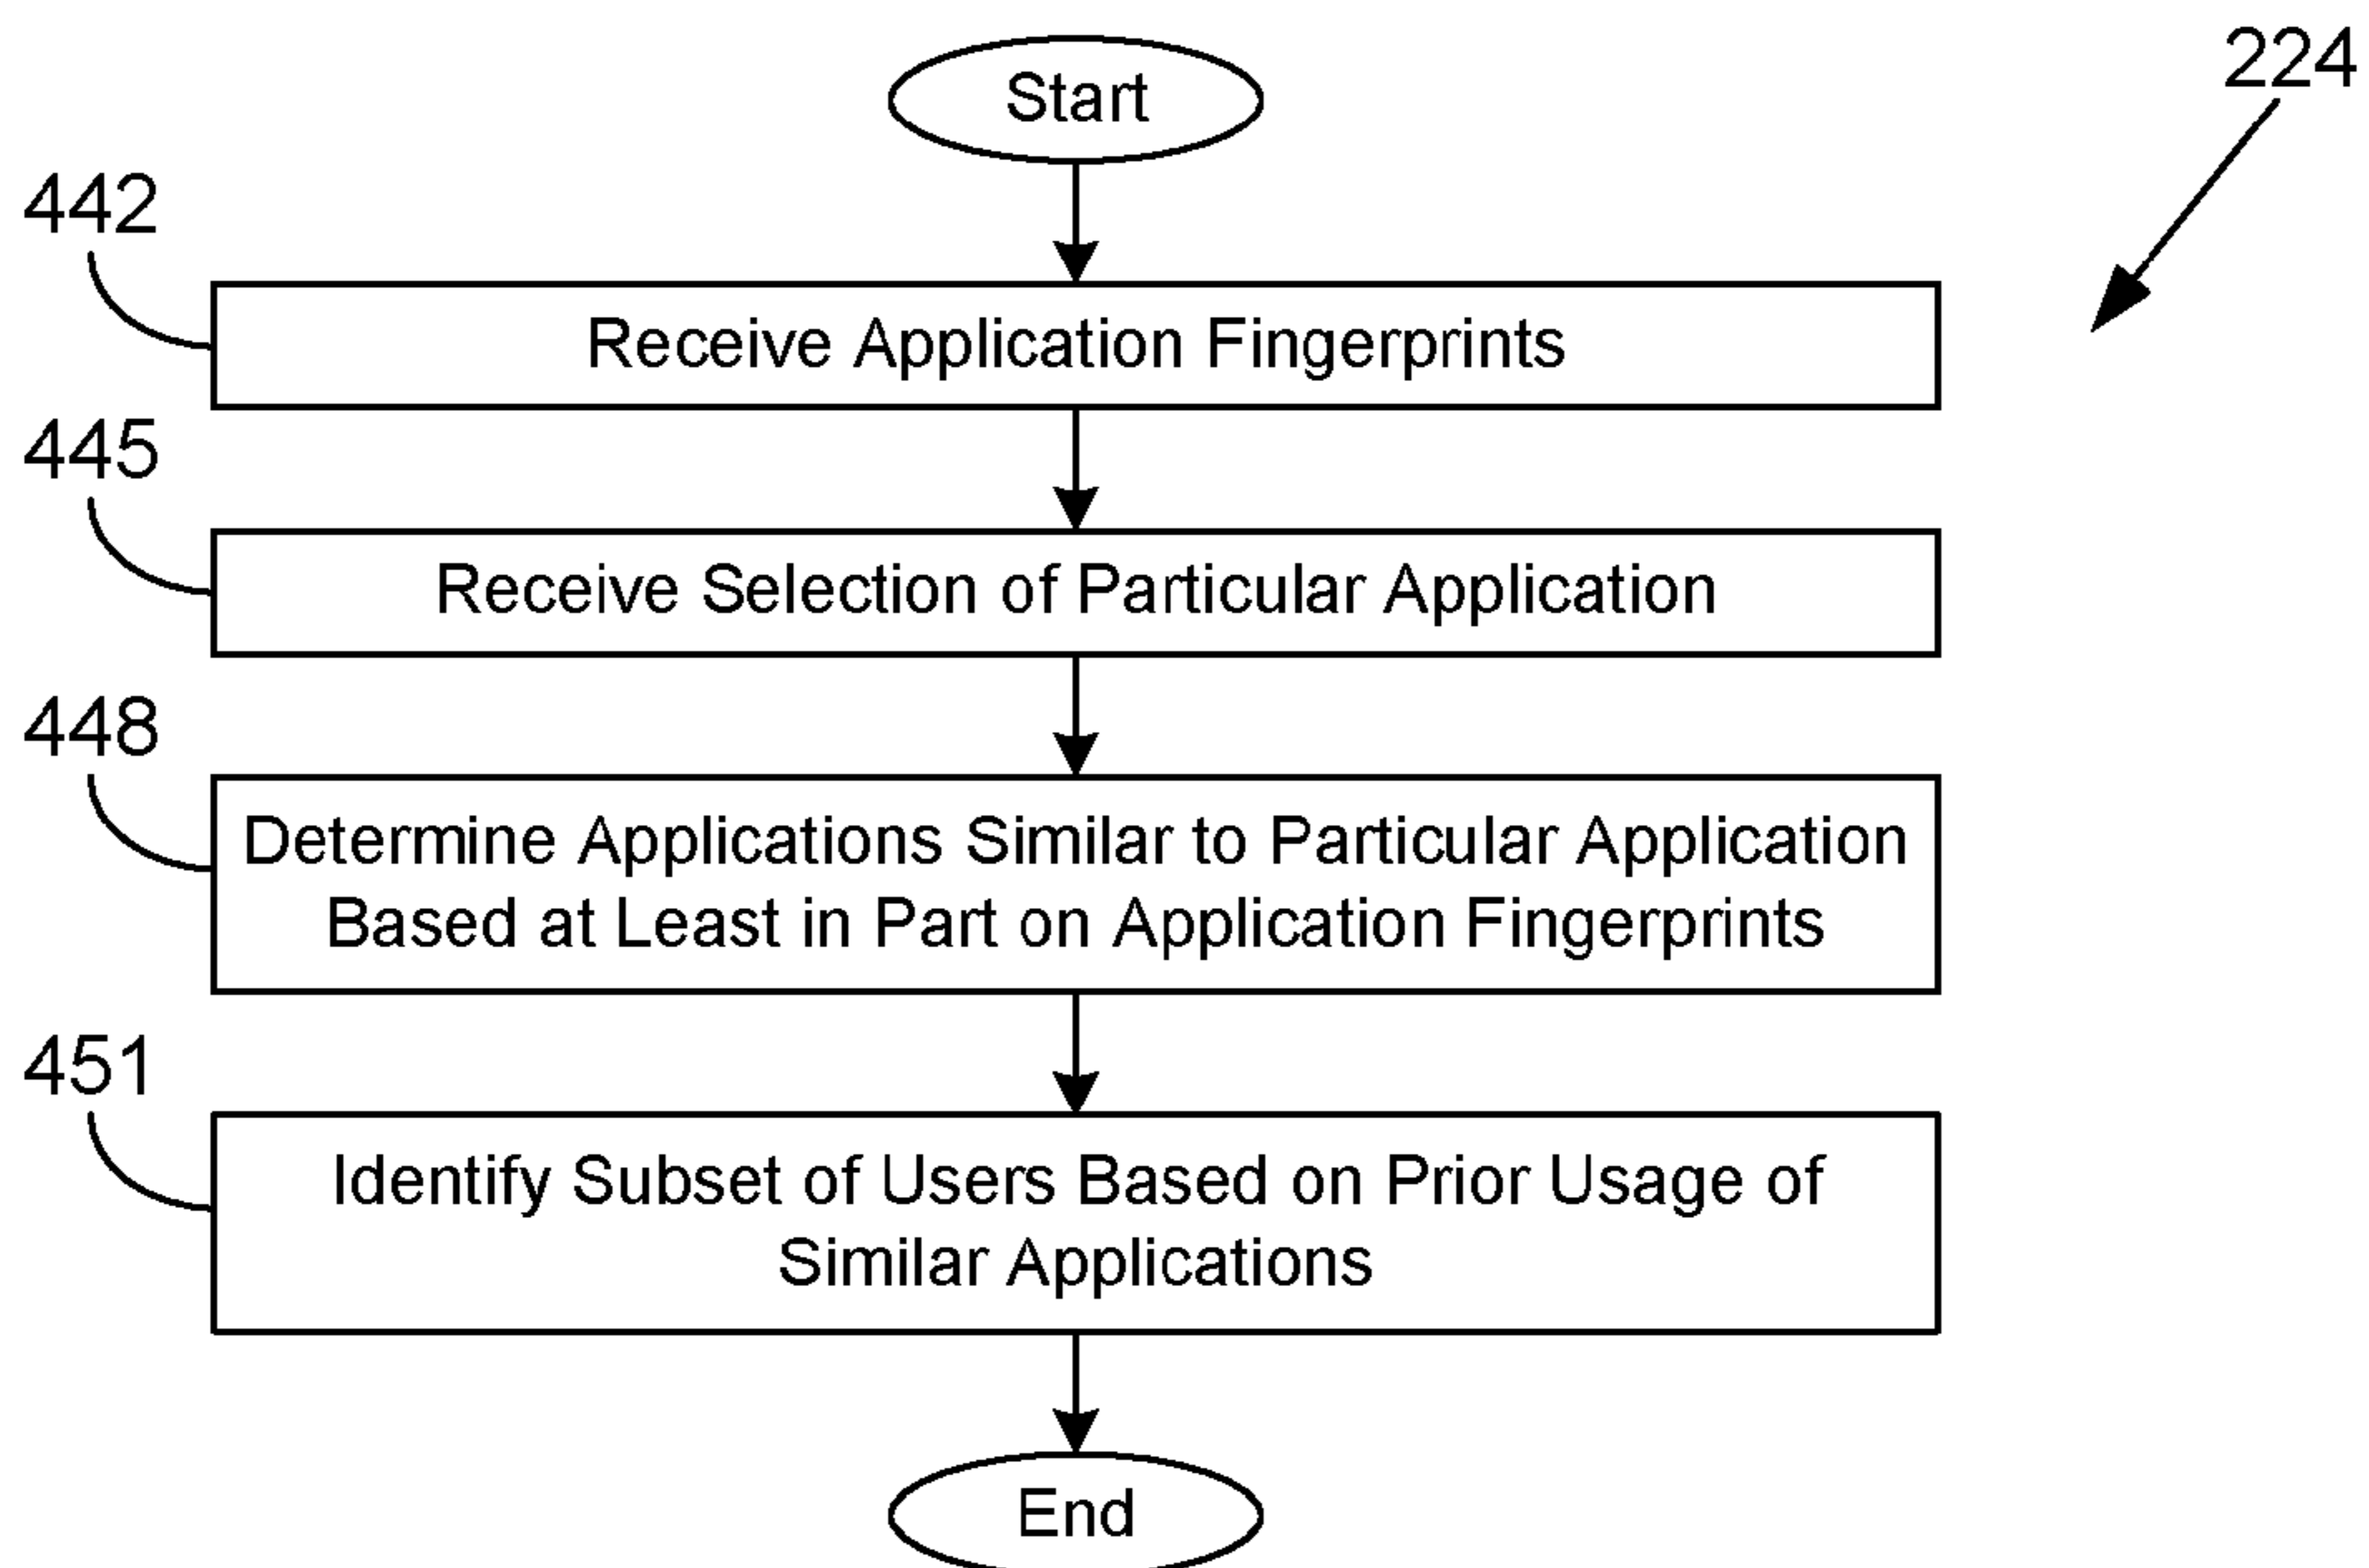 Start
224
442
Receive Application Fingerprints
445
Receive Selection of Particular Application
448
Determine Applications Similar to Particular Application
Based at Least in Part on Application Fingerprints
451
Identify Subset of Users Based on Prior Usage of
Similar Applications
End